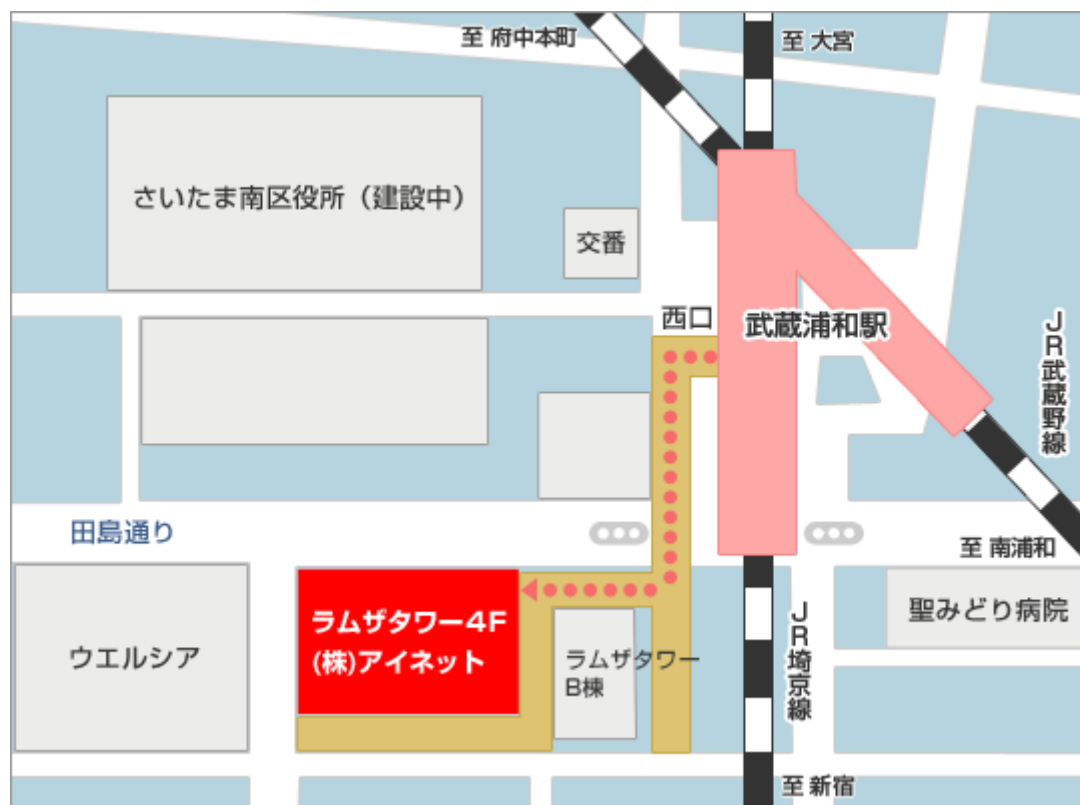 至 府中本町
至 大宮
さいたま南区役所（建設中）
交番
西口
武蔵浦和駅
JR武蔵野線
田島通り
至 南浦和
ラムザタワー4F
(株)アイネット
ウエルシア
ラムザタワー
B棟
JR埼京線
聖みどり病院
至 新宿